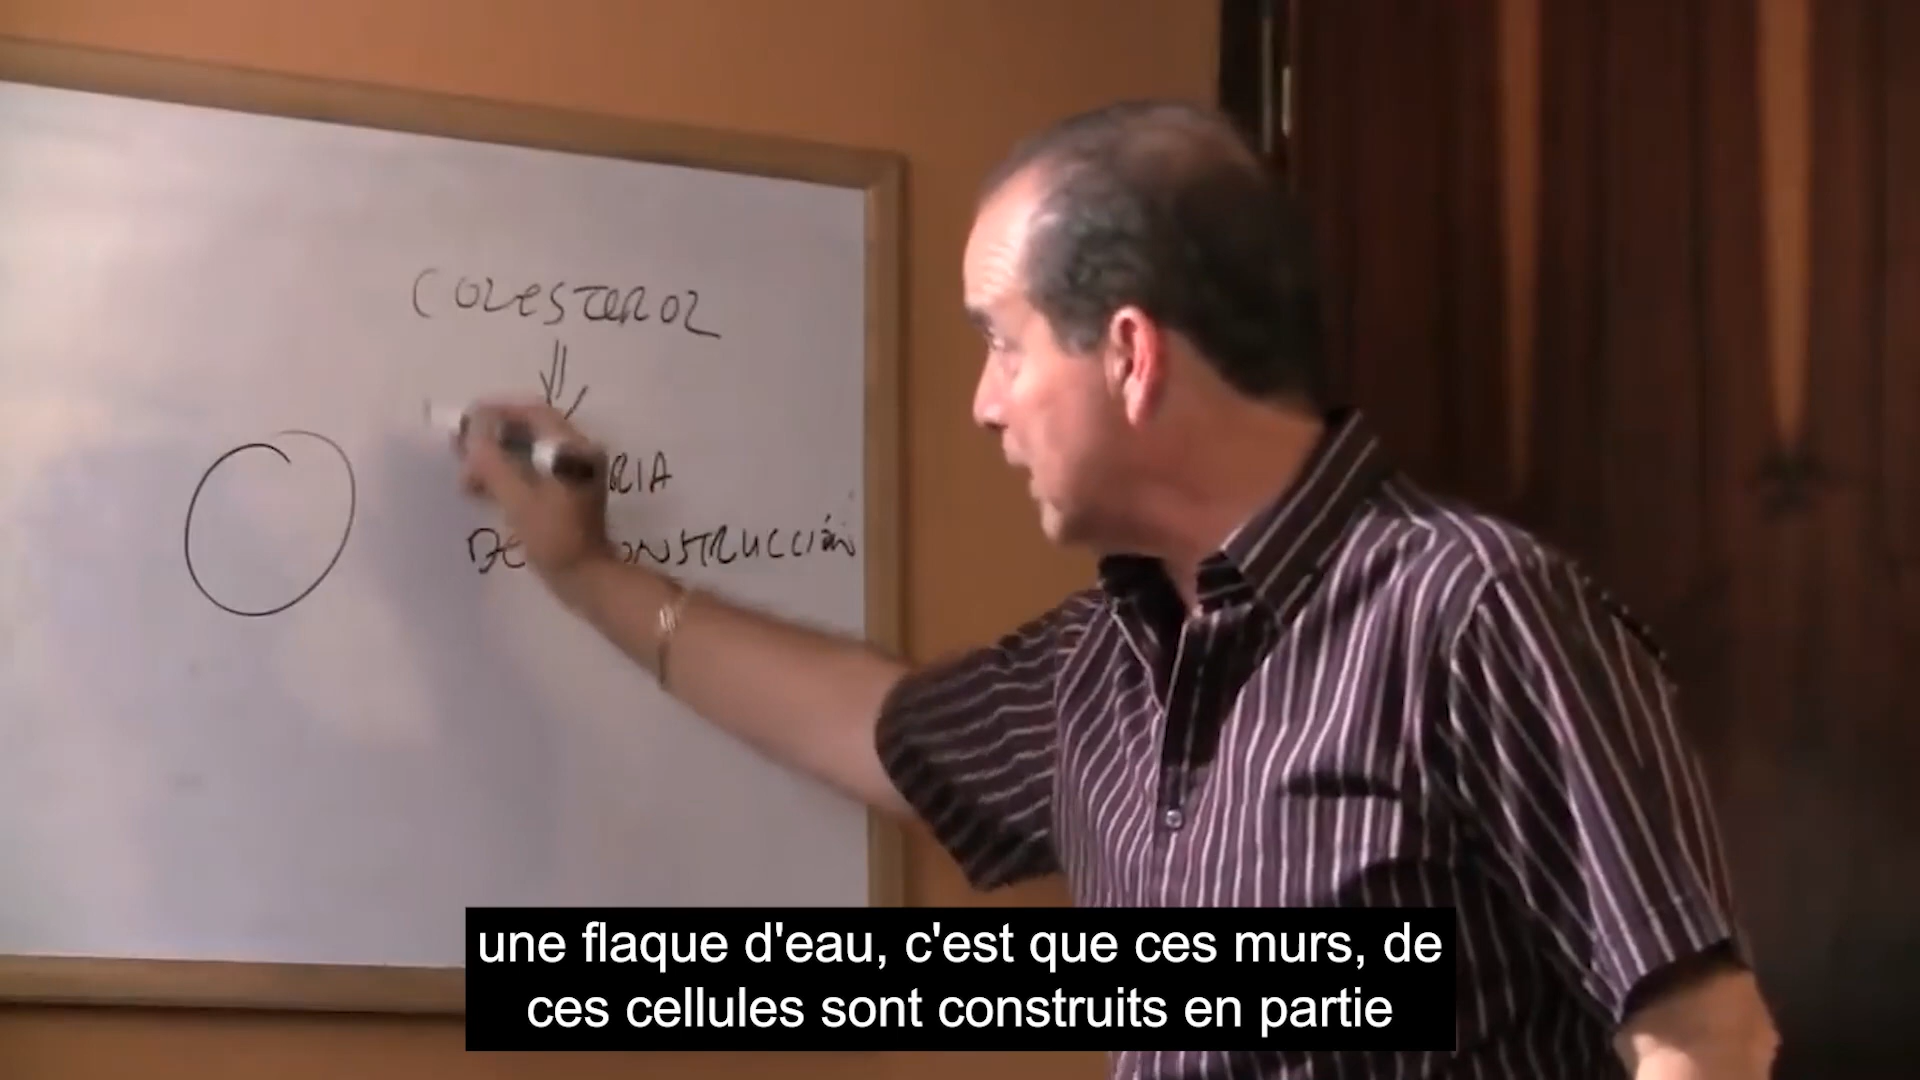 COLESTEROL
RIA
DE CONSTRUCCIÓN
une flaque d'eau, c'est que ces murs, de
ces cellules sont construits en partie